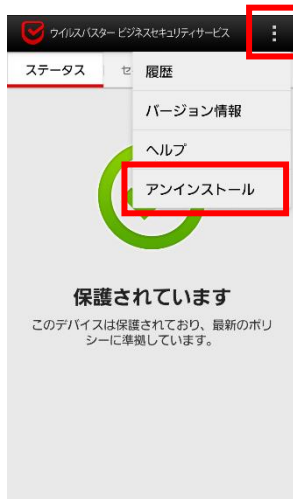 ウイルスバスター ビジネスセキュリティサービス
ステータス
セ
履歴
バージョン情報
ヘルプ
アンインストール
保護されています
このデバイスは保護されており、最新のポリ
シーに準拠しています。